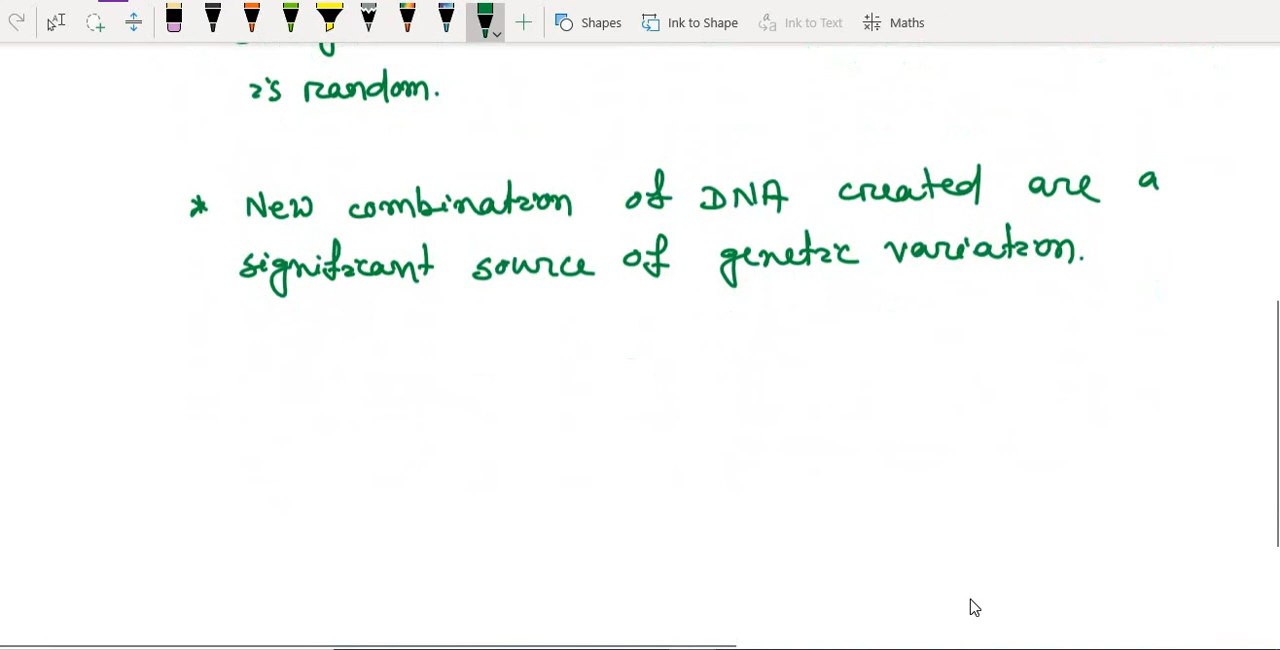 Shapes Ink to Shape Ink to Text Maths
is random.
* New combination of DNA created are a
significant source of genetic variation.